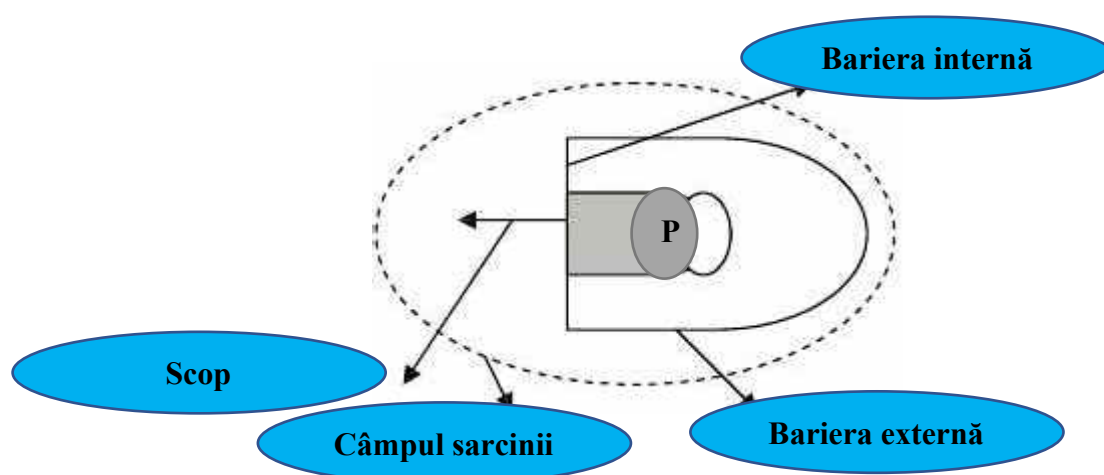 Bariera internă
P
Scop
Câmpul sarcinii
Bariera externă